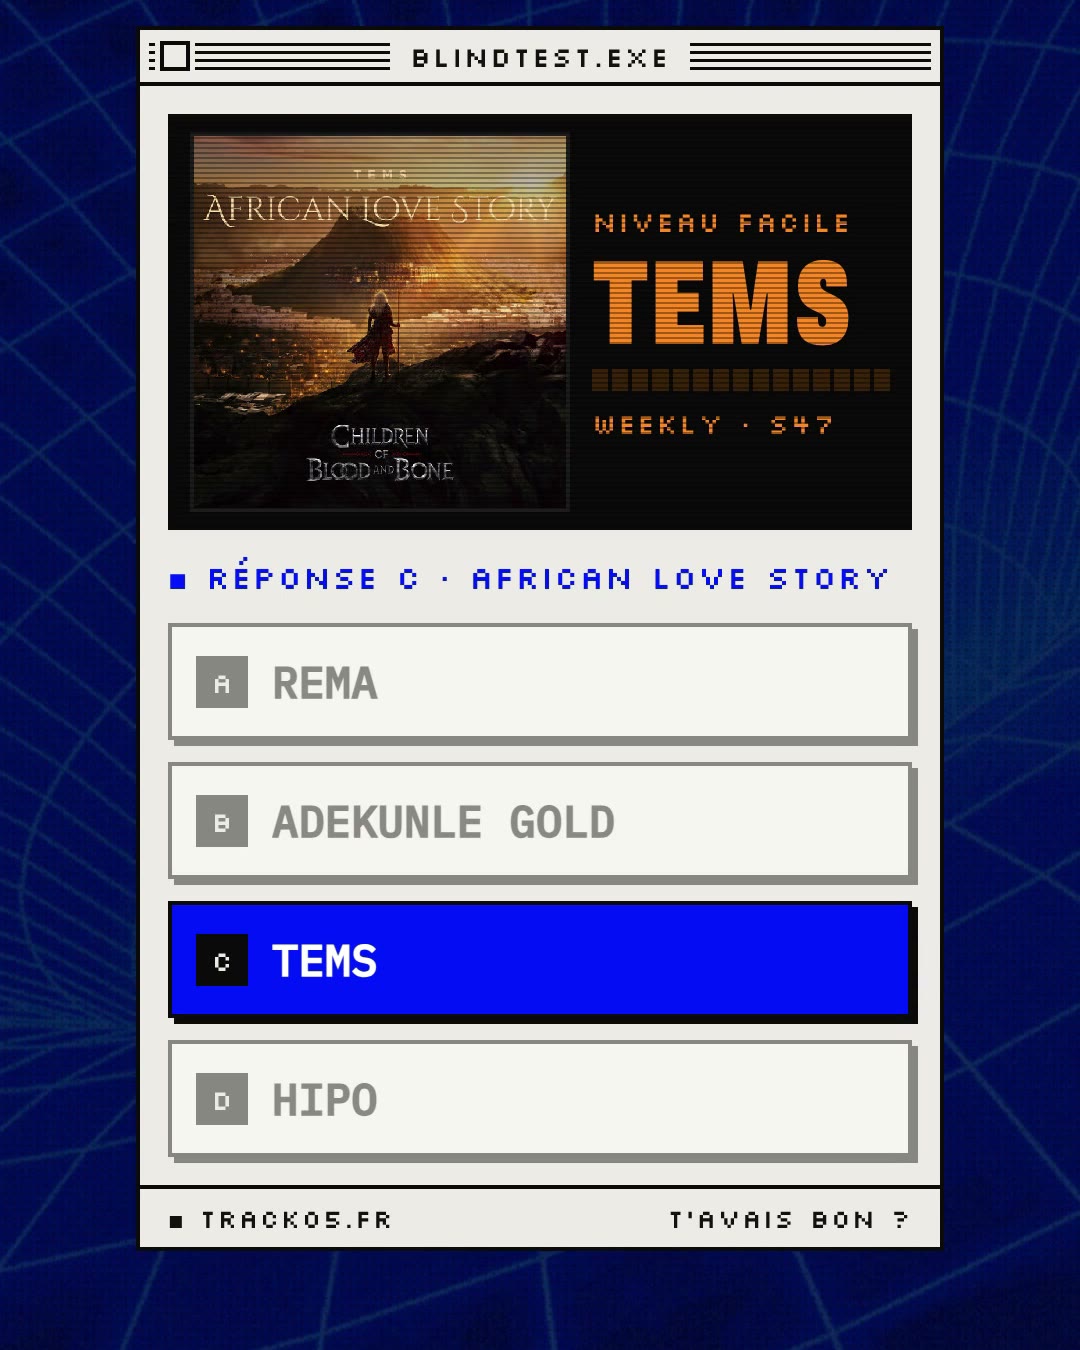 BLINDTEST.EXE
TEMS
AFRICAN LOVE STORY
CHILDREN
OF
BLOOD AND BONE
NIVEAU FACILE
TEMS
WEEKLY · S47
RÉPONSE C · AFRICAN LOVE STORY
A REMA
B ADEKUNLE GOLD
C TEMS
D HIPO
TRACK05.FR
T'AVAIS BON ?